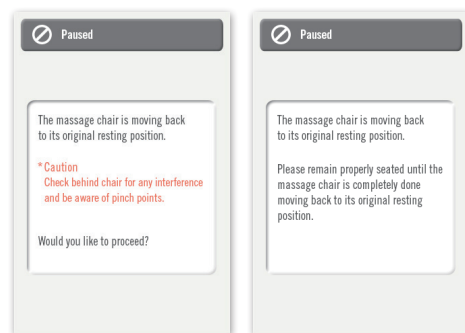 Paused
The massage chair is moving back
to its original resting position.
*Caution
Check behind chair for any interference
and be aware of pinch points.
Would you like to proceed?
Paused
The massage chair is moving back
to its original resting position.
Please remain properly seated until the
massage chair is completely done
moving back to its original resting
position.